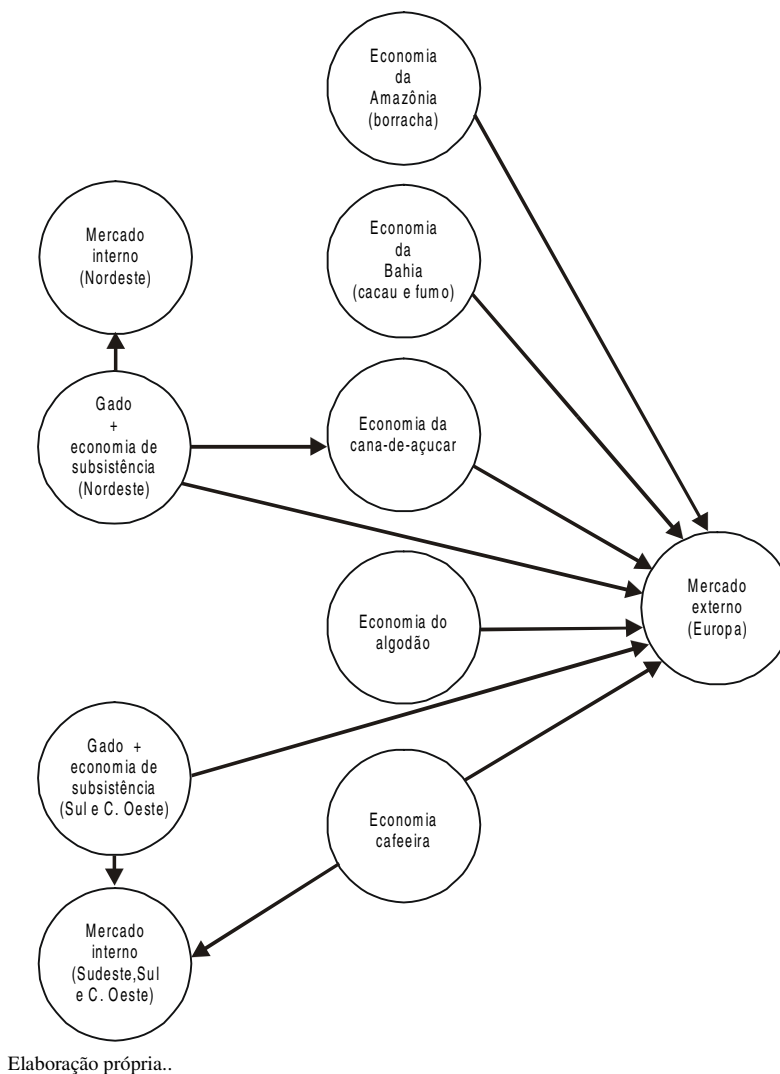 Economia
da
Amazônia
(borracha)
Mercado
interno
(Nordeste)
Economia
da
Bahia
(cacau e fumo)
Gado
+
economia de
subsistência
(Nordeste)
Economia da
cana-de-açucar
Mercado
externo
(Europa)
Economia do
algodão
Gado +
economia de
subsistência
(Sul e C. Oeste)
Economia
cafeeira
Mercado
interno
(Sudeste,Sul
e C. Oeste)
Elaboração própria..